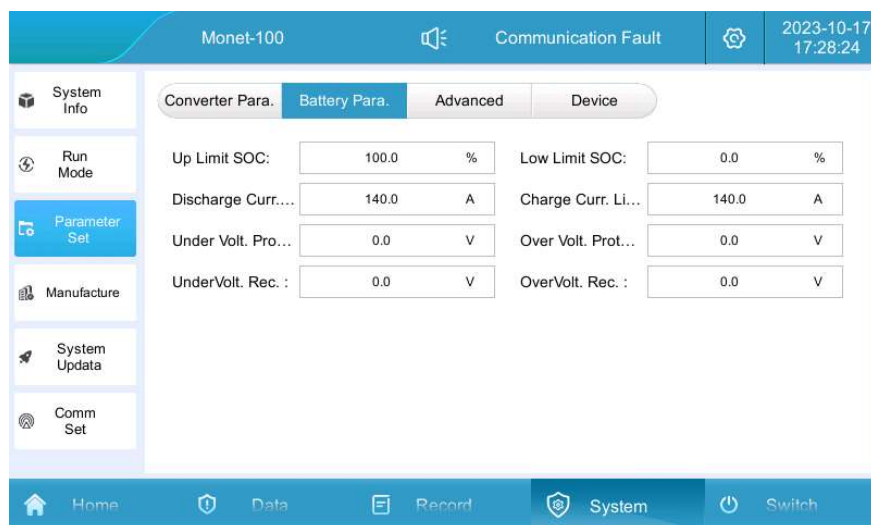 Monet-100
Communication Fault
2023-10-17
17:28:24
System
Info
Run
Mode
Parameter
Set
Manufacture
System
Updata
Comm
Set
Converter Para. Battery Para. Advanced Device
Up Limit SOC: 100.0 % Low Limit SOC: 0.0 %
Discharge Curr.... 140.0 A Charge Curr. Li... 140.0 A
Under Volt. Pro... 0.0 V Over Volt. Prot... 0.0 V
UnderVolt. Rec. : 0.0 V OverVolt. Rec. : 0.0 V
Home Data Record System Switch